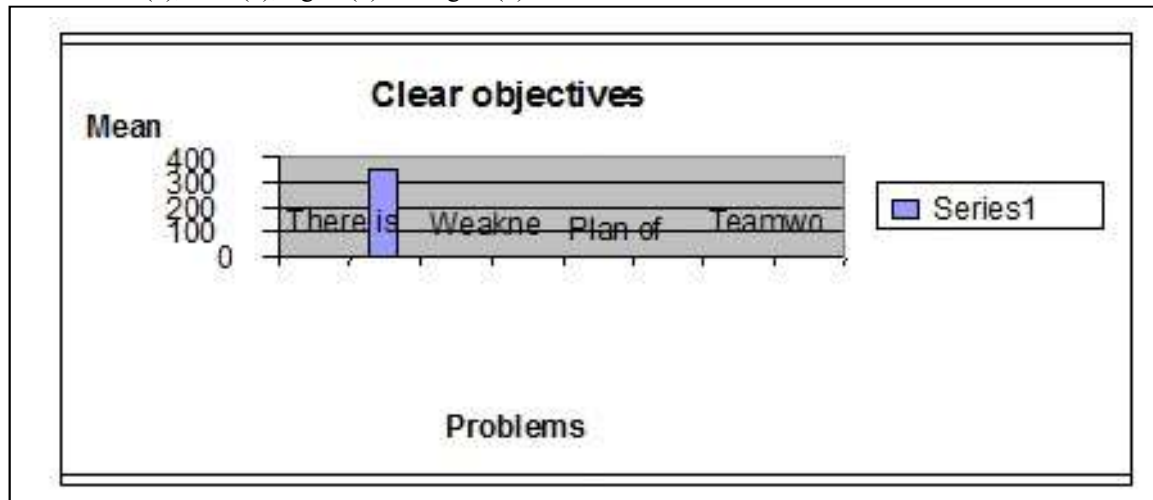 Clear objectives
Mean
400
300
200
100
0
There is Weakne Plan of Teamwo
Series1
Problems